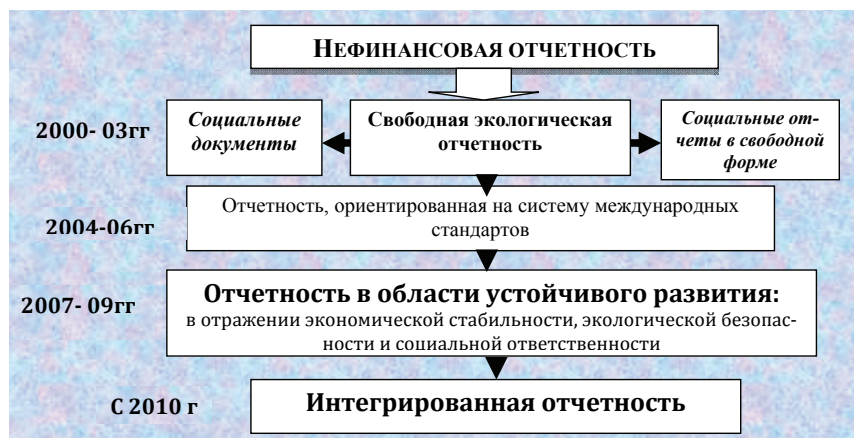 НЕФИНАНСОВАЯ ОТЧЕТНОСТЬ
2000- 03гг
Социальные
документы
Свободная экологическая
отчетность
Социальные от-
четы в свободной
форме
2004-06гг
Отчетность, ориентированная на систему международных
стандартов
2007- 09гг
Отчетность в области устойчивого развития:
в отражении экономической стабильности, экологической безопас-
ности и социальной ответственности
С 2010 г
Интегрированная отчетность